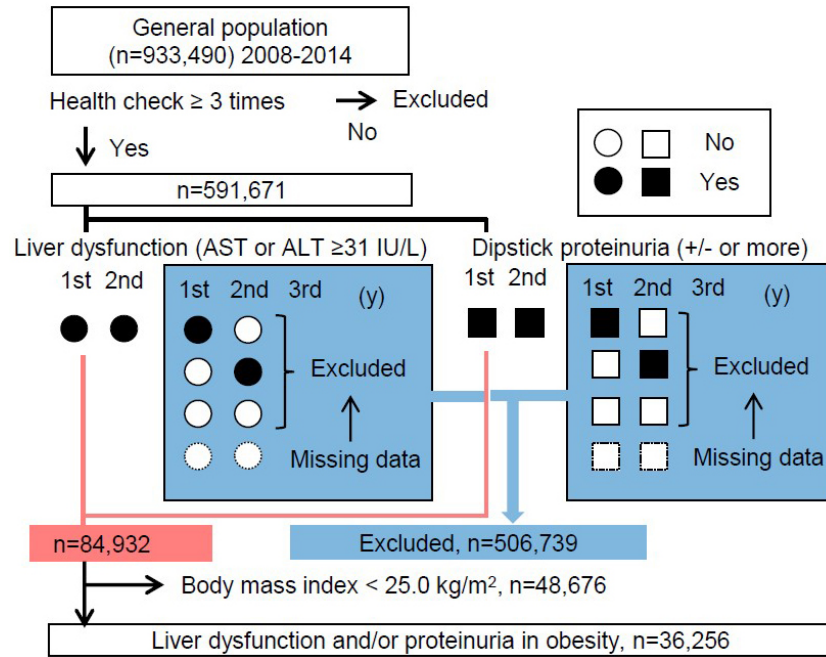 General population
(n=933,490) 2008-2014
Health check ≥ 3 times
Excluded
No
Yes
n=591,671
No
Yes
Liver dysfunction (AST or ALT ≥31 IU/L)
Dipstick proteinuria (+/- or more)
1st 2nd
1st 2nd 3rd (y)
Excluded
Missing data
1st 2nd
1st 2nd 3rd (y)
Excluded
Missing data
n=84,932
Excluded, n=506,739
Body mass index < 25.0 kg/m², n=48,676
Liver dysfunction and/or proteinuria in obesity, n=36,256